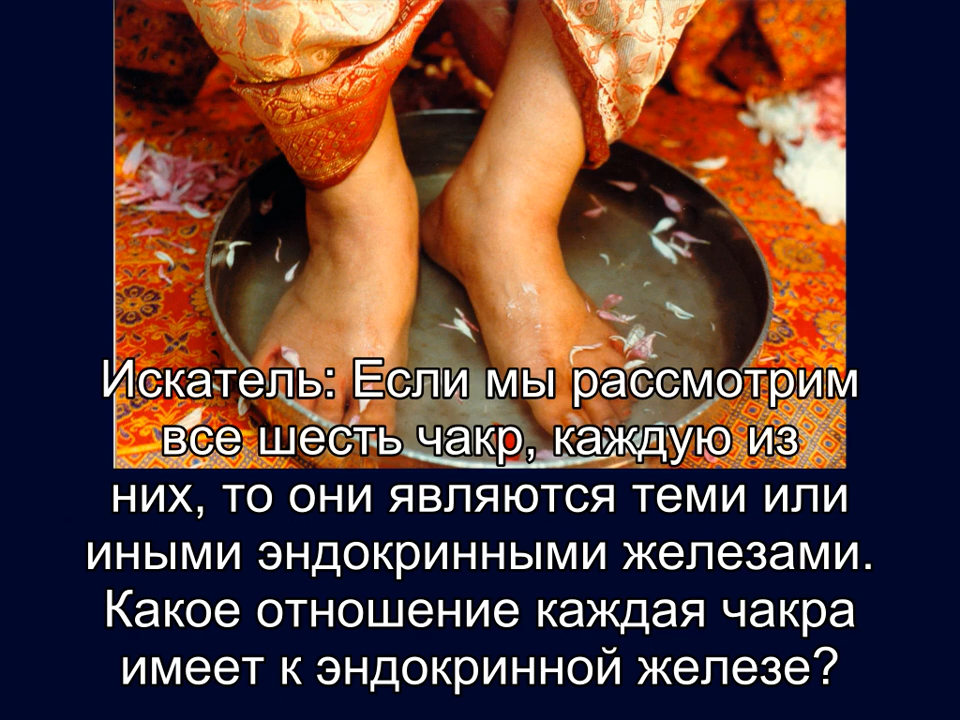 Искатель: Если мы рассмотрим
все шесть чакр, каждую из
них, то они являются теми или
иными эндокринными железами.
Какое отношение каждая чакра
имеет к эндокринной железе?